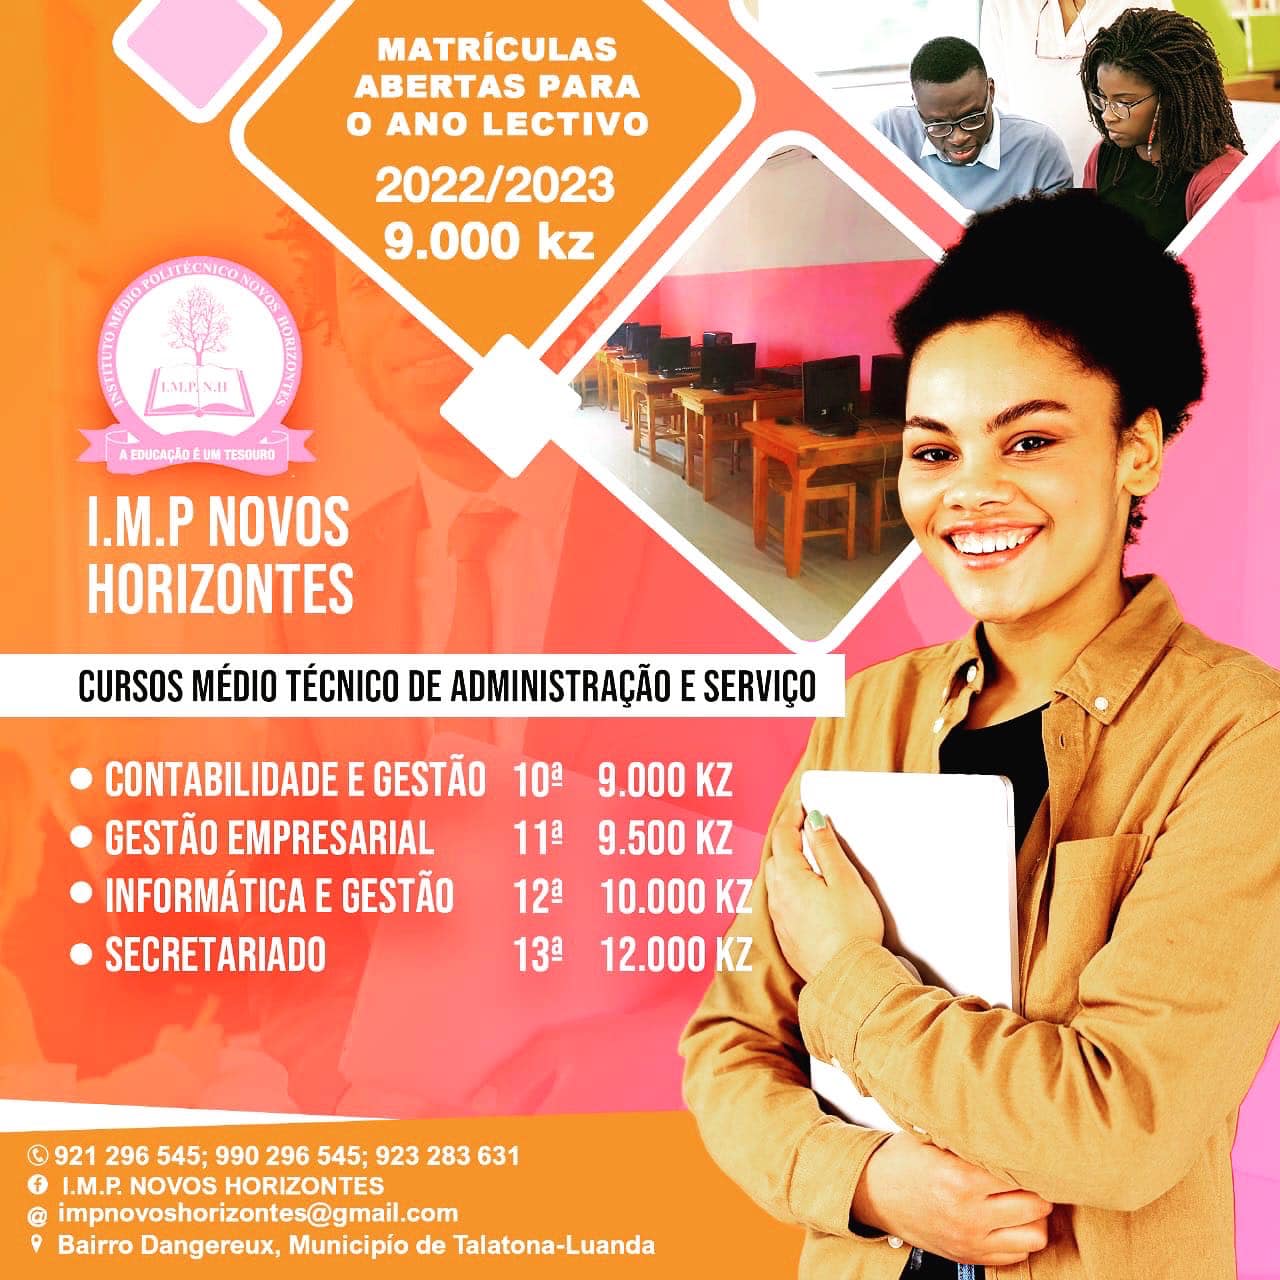 MATRÍCULAS
ABERTAS PARA
O ANO LECTIVO
2022/2023
9.000 kz
INSTITUTO MÉDIO POLITÉCNICO NOVOS HORIZONTES
I.M.P. N.H
A EDUCAÇÃO É UM TESOURO
I.M.P NOVOS
HORIZONTES
CURSOS MÉDIO TÉCNICO DE ADMINISTRAÇÃO E SERVIÇO
CONTABILIDADE E GESTÃO 10ª 9.000 KZ
GESTÃO EMPRESARIAL 11ª 9.500 KZ
INFORMÁTICA E GESTÃO 12ª 10.000 KZ
SECRETARIADO 13ª 12.000 KZ
921 296 545; 990 296 545; 923 283 631
I.M.P. NOVOS HORIZONTES
@ impnovoshorizontes@gmail.com
Bairro Dangereux, Municipío de Talatona-Luanda